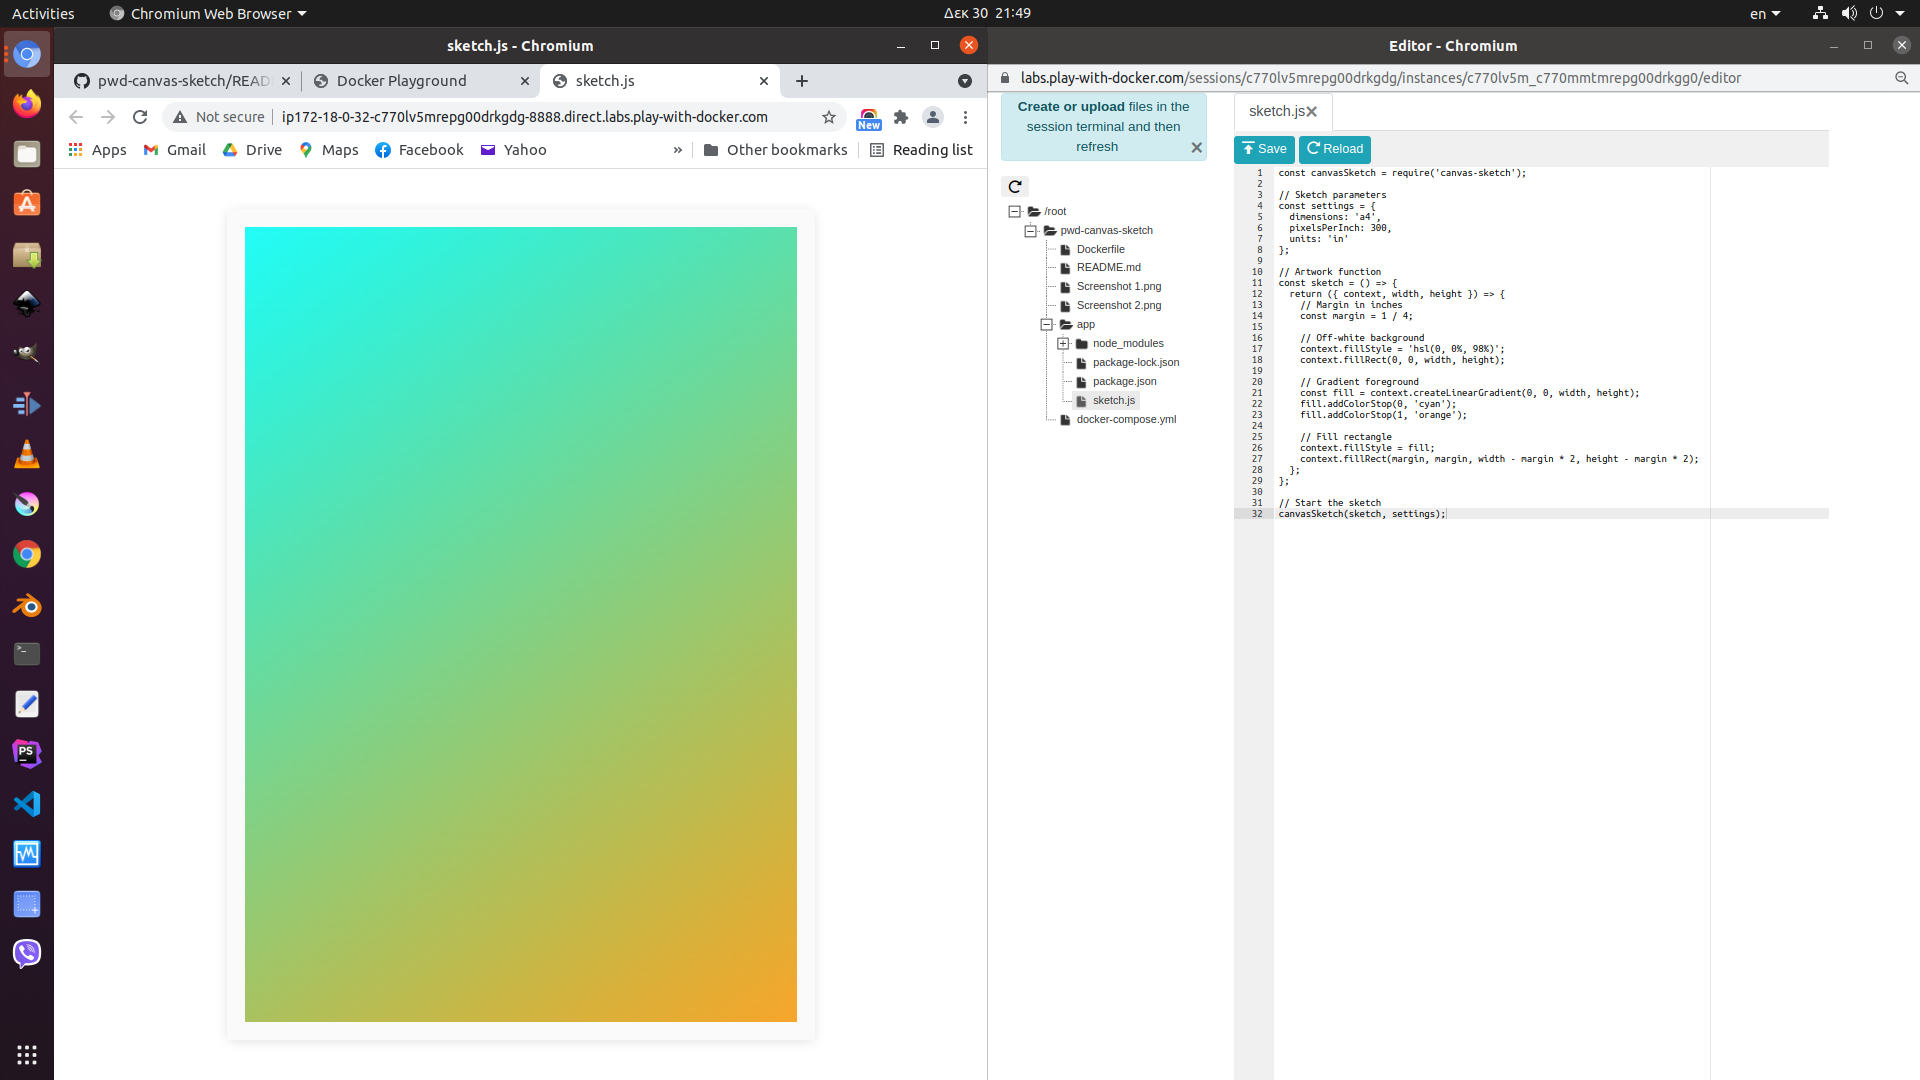 Activities
Chromium Web Browser
Δεκ 30 21:49
en
sketch.js - Chromium
pwd-canvas-sketch/READ
Docker Playground
sketch.js
Not secure
ip172-18-0-32-c770lv5mrepg00drkgdg-8888.direct.labs.play-with-docker.com
New
Apps
Gmail
Drive
Maps
Facebook
Yahoo
»
Other bookmarks
Reading list
Editor - Chromium
labs.play-with-docker.com/sessions/c770lv5mrepg00drkgdg/instances/c770lv5m_c770mmtmrepg00drkgg0/editor
Create or upload files in the
session terminal and then
refresh
/root
pwd-canvas-sketch
Dockerfile
README.md
Screenshot 1.png
Screenshot 2.png
app
node_modules
package-lock.json
package.json
sketch.js
docker-compose.yml
sketch.js
Save
Reload
1 const canvasSketch = require('canvas-sketch');
2
3 // Sketch parameters
4 const settings = {
5 dimensions: 'a4',
6 pixelsPerInch: 300,
7 units: 'in'
8 };
9
10 // Artwork function
11 const sketch = () => {
12 return ({ context, width, height }) => {
13 // Margin in inches
14 const margin = 1 / 4;
15
16 // Off-white background
17 context.fillStyle = 'hsl(0, 0%, 98%)';
18 context.fillRect(0, 0, width, height);
19
20 // Gradient foreground
21 const fill = context.createLinearGradient(0, 0, width, height);
22 fill.addColorStop(0, 'cyan');
23 fill.addColorStop(1, 'orange');
24
25 // Fill rectangle
26 context.fillStyle = fill;
27 context.fillRect(margin, margin, width - margin * 2, height - margin * 2);
28 };
29 };
30
31 // Start the sketch
32 canvasSketch(sketch, settings);
PS